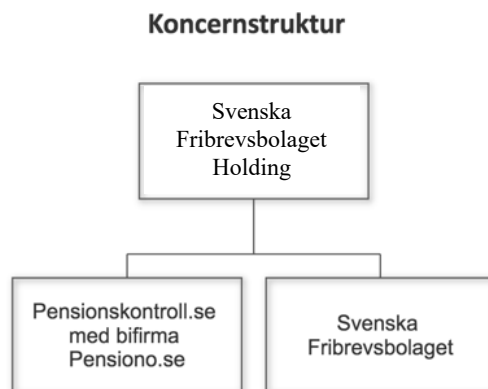 Koncernstruktur
Svenska
Fribrevsbolaget
Holding
Pensionskontroll.se
med bifirma
Pensiono.se
Svenska
Fribrevsbolaget